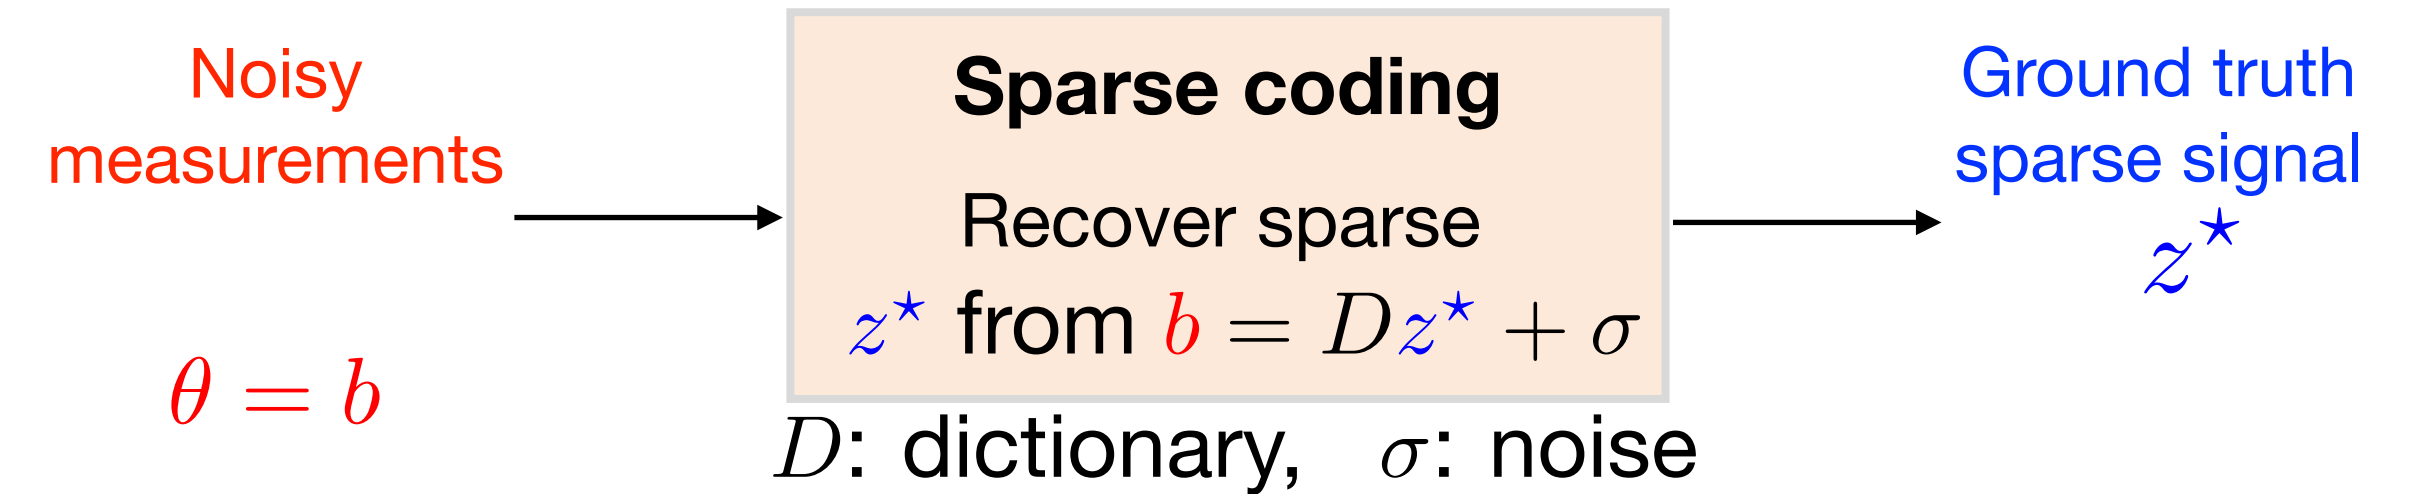 Noisy
measurements
θ = b
Sparse coding
Recover sparse
z⋆ from b = Dz⋆ + σ
D: dictionary, σ: noise
Ground truth
sparse signal
z⋆